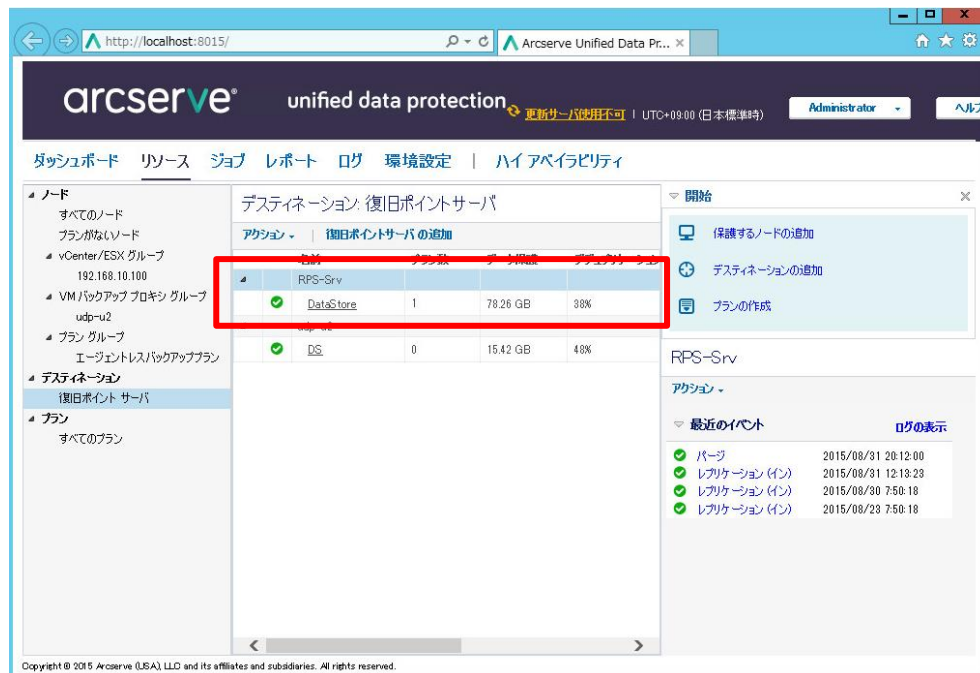 http://localhost:8015/
Arcserve Unified Data Pr...
arcserve® unified data protection 更新サーバ使用不可 | UTC+09:00 (日本標準時) Administrator
ダッシュボード リソース ジョブ レポート ログ 環境設定 | ハイ アベイラビリティ
ノード
すべてのノード
プランがないノード
vCenter/ESX グループ
192.168.10.100
VM バックアップ プロキシ グループ
udp-u2
プラン グループ
エージェントレスバックアッププラン
デスティネーション
復旧ポイント サーバ
プラン
すべてのプラン
デスティネーション: 復旧ポイントサーバ
アクション | 復旧ポイントサーバの追加
名前 プラン数 データ保護
RPS-Srv
DataStore 1 78.26 GB 38%
udp-u2
DS 0 15.42 GB 48%
開始
保護するノードの追加
デスティネーションの追加
プランの作成
RPS-Srv
アクション
最近のイベント ログの表示
パージ 2015/08/31 20:12:00
レプリケーション (イン) 2015/08/31 12:13:23
レプリケーション (イン) 2015/08/30 7:50:18
レプリケーション (イン) 2015/08/23 7:50:18
Copyright © 2015 Arcserve (USA), LLC and its affiliates and subsidiaries. All rights reserved.